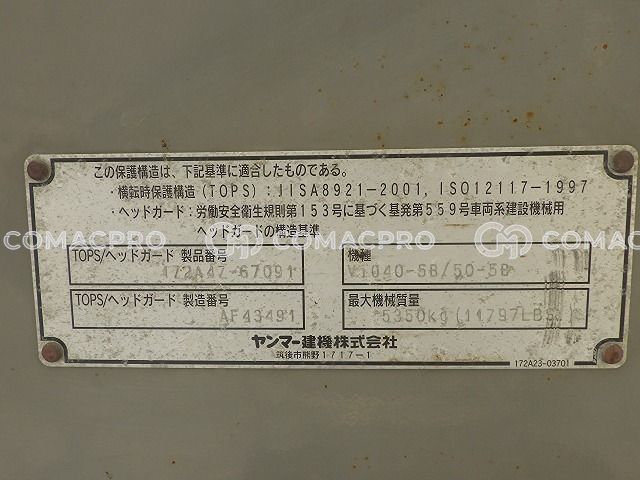 この保護構造は、下記基準に適合したものである。
・横転時保護構造(TOPS):JISA8921-2001, ISO12117-1997
・ヘッドガード:労働安全衛生規則第153号に基づく基発第559号車両系建設機械用
ヘッドガードの構造基準
COMACPRO COMACPRO COMACPRO
TOPS/ヘッドガード 製品番号
172A47-67091
機種
ViO40-5B/50-5B
TOPS/ヘッドガード 製造番号
AF43491
最大機械質量
5350kg(11797LBS.)
ヤンマー建機株式会社
筑後市熊野1717-1
172A23-03701